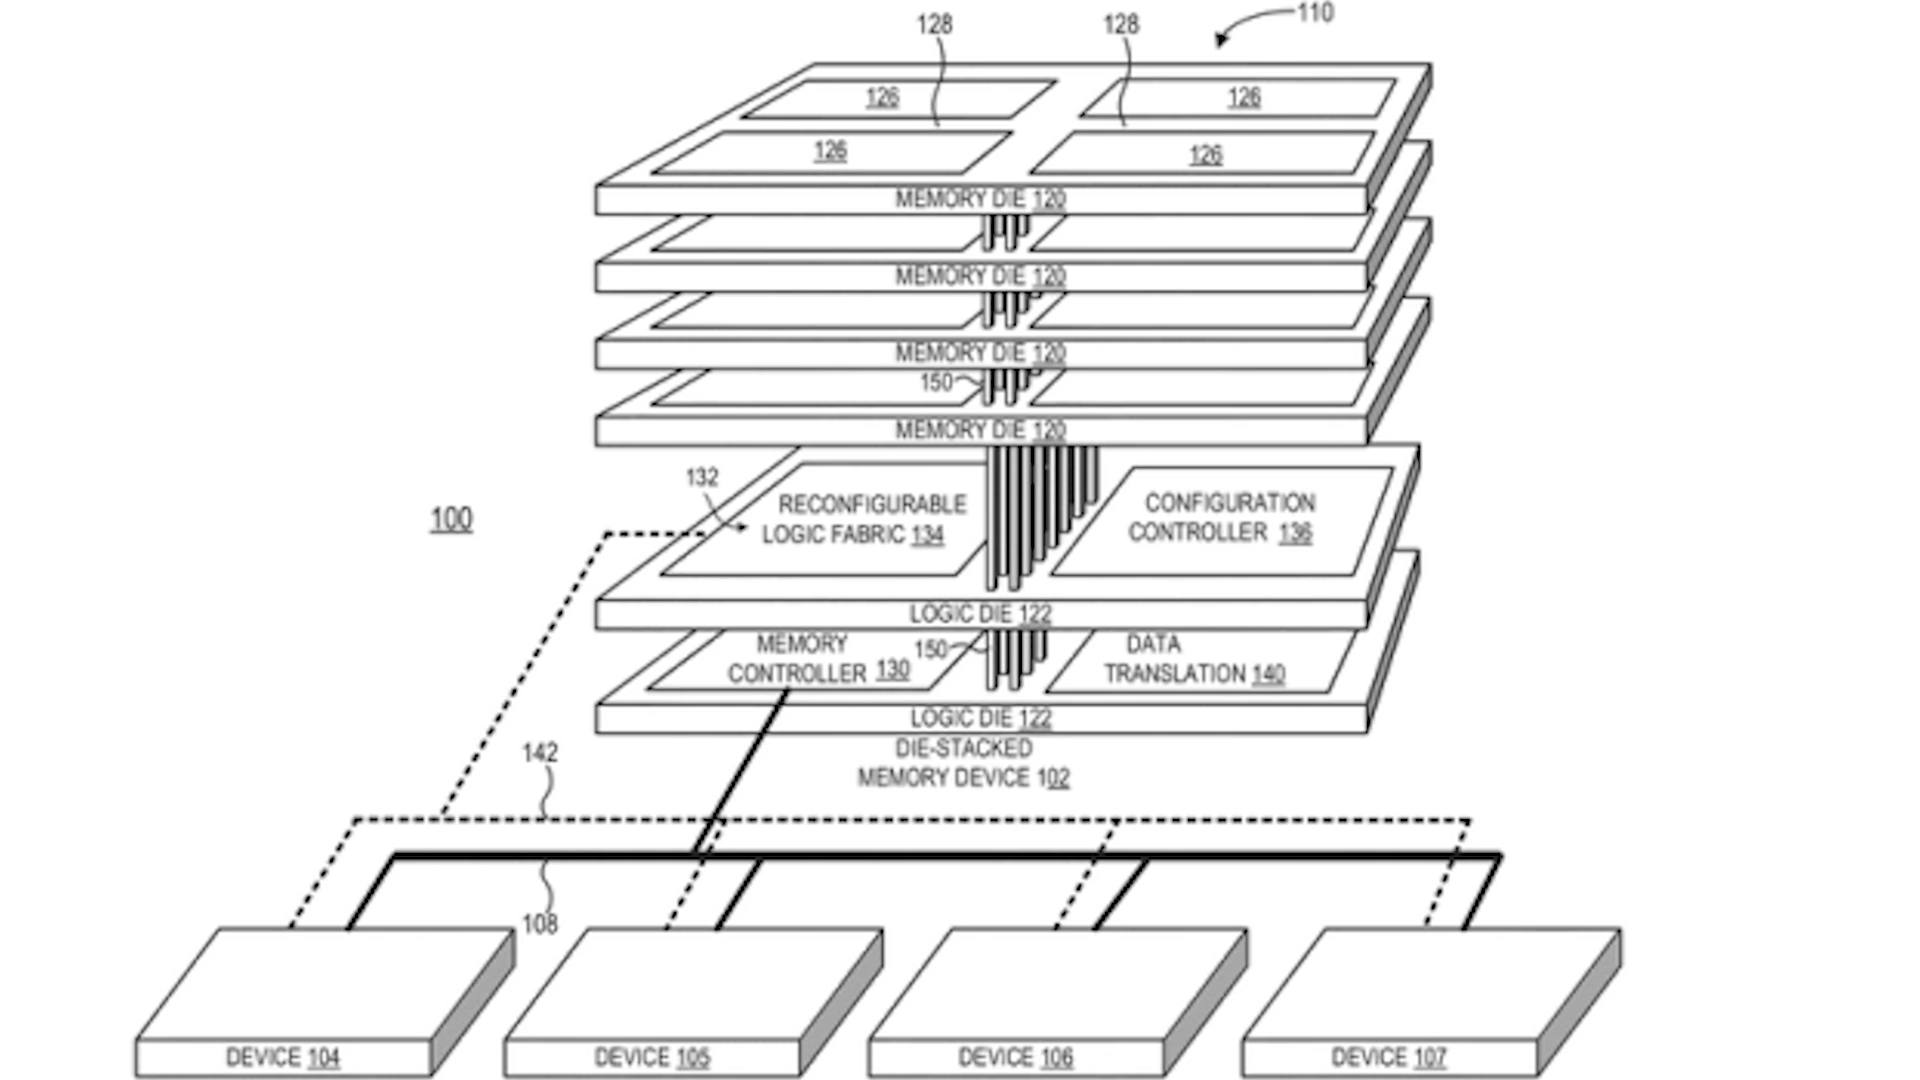 128
128
110
126
126
126
126
MEMORY DIE 120
MEMORY DIE 120
MEMORY DIE 120
150
MEMORY DIE 120
132
RECONFIGURABLE
LOGIC FABRIC 134
CONFIGURATION
CONTROLLER 136
100
LOGIC DIE 122
MEMORY
CONTROLLER 130
150
DATA
TRANSLATION 140
LOGIC DIE 122
DIE-STACKED
MEMORY DEVICE 102
142
108
DEVICE 104
DEVICE 105
DEVICE 106
DEVICE 107